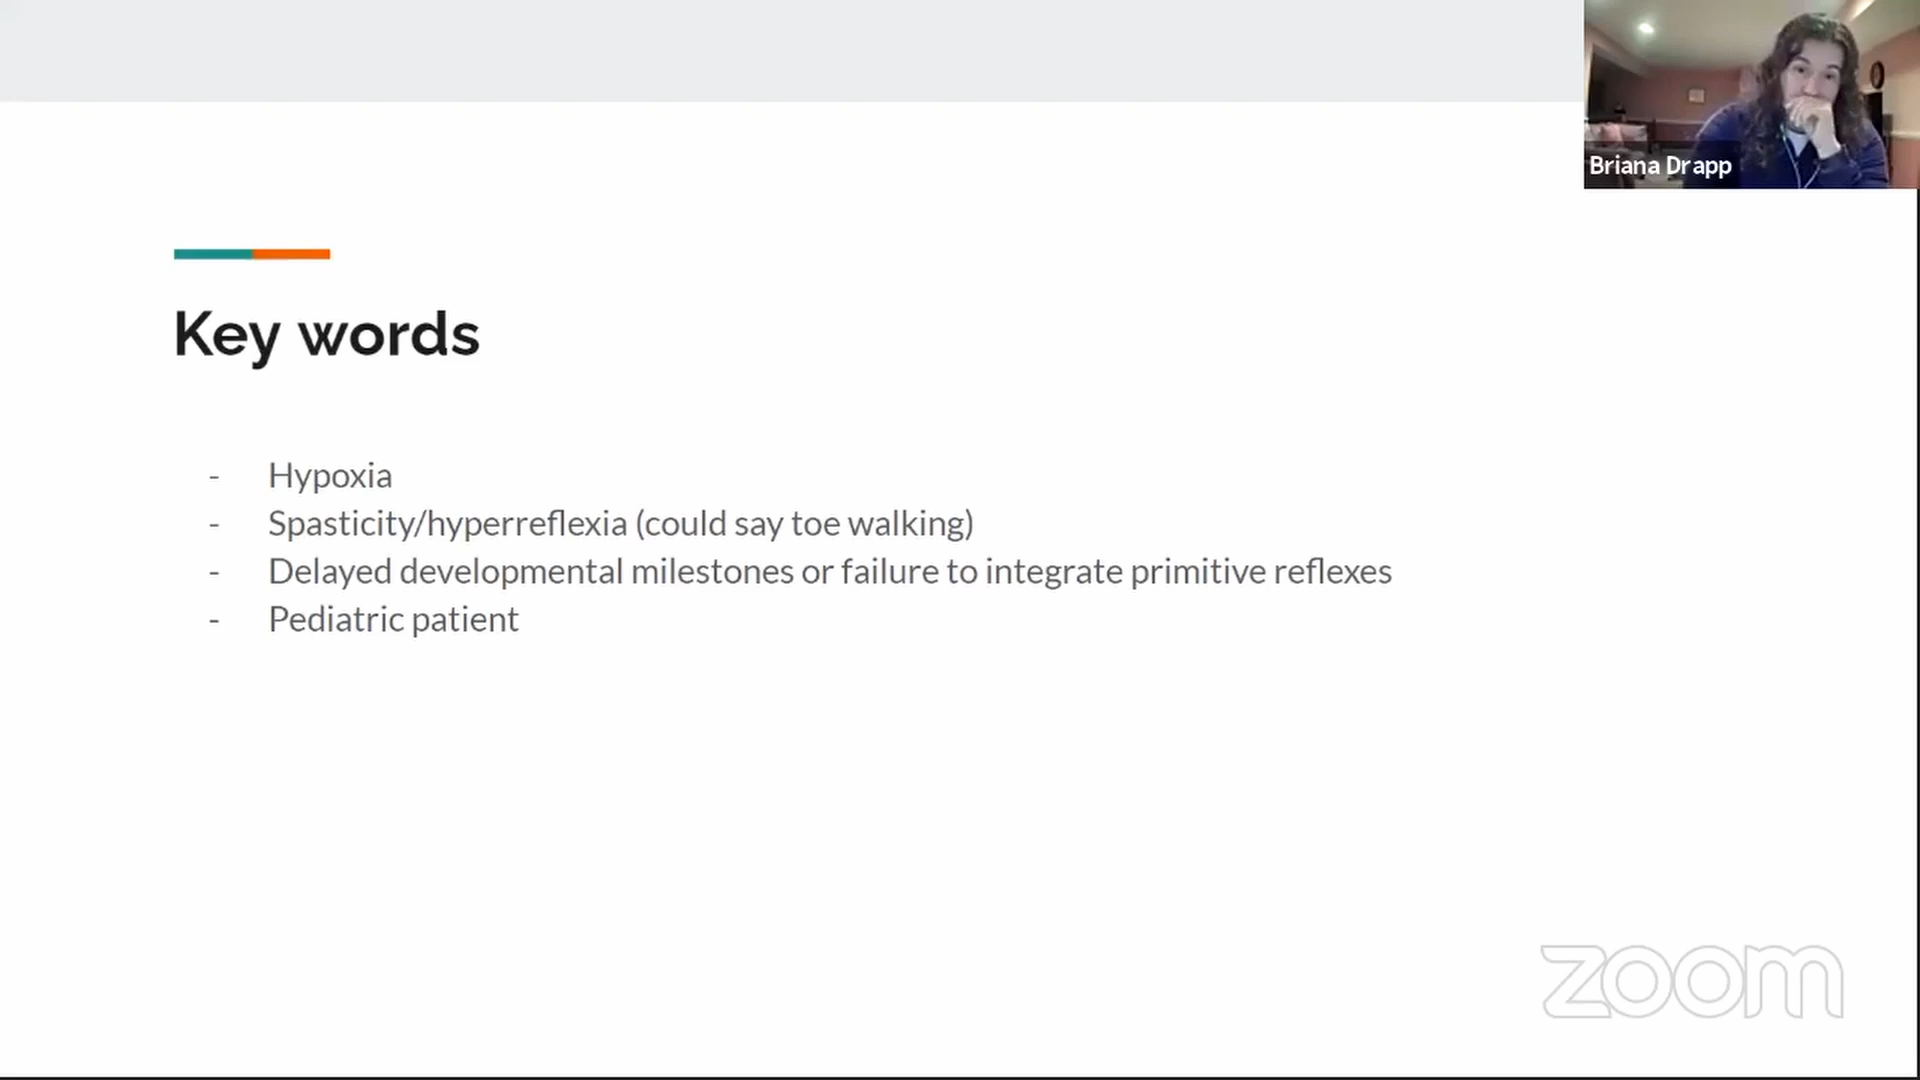 Briana Drapp
Key words
- Hypoxia
- Spasticity/hyperreflexia (could say toe walking)
- Delayed developmental milestones or failure to integrate primitive reflexes
- Pediatric patient
zoom